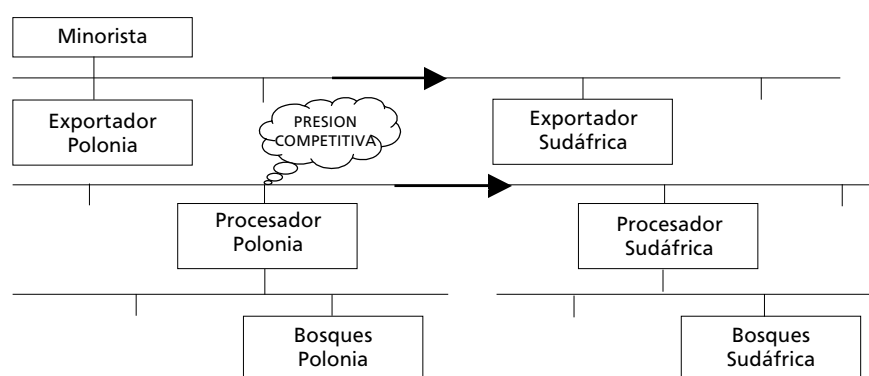 Minorista
Exportador
Polonia
PRESION
COMPETITIVA
Exportador
Sudáfrica
Procesador
Polonia
Procesador
Sudáfrica
Bosques
Polonia
Bosques
Sudáfrica